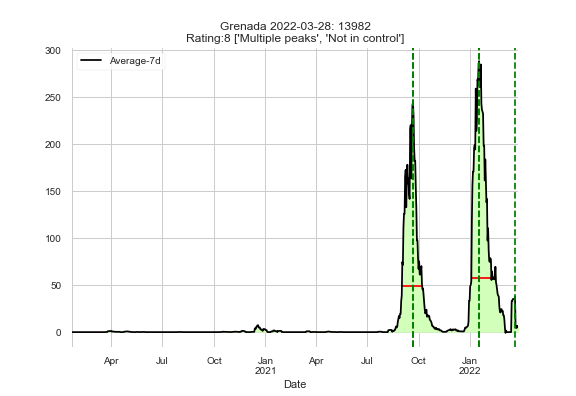 Grenada 2022-03-28: 13982
Rating:8 ['Multiple peaks', 'Not in control']
Average-7d
300
250
200
150
100
50
0
Apr Jul Oct Jan Apr Jul Oct Jan
2021 2022
Date